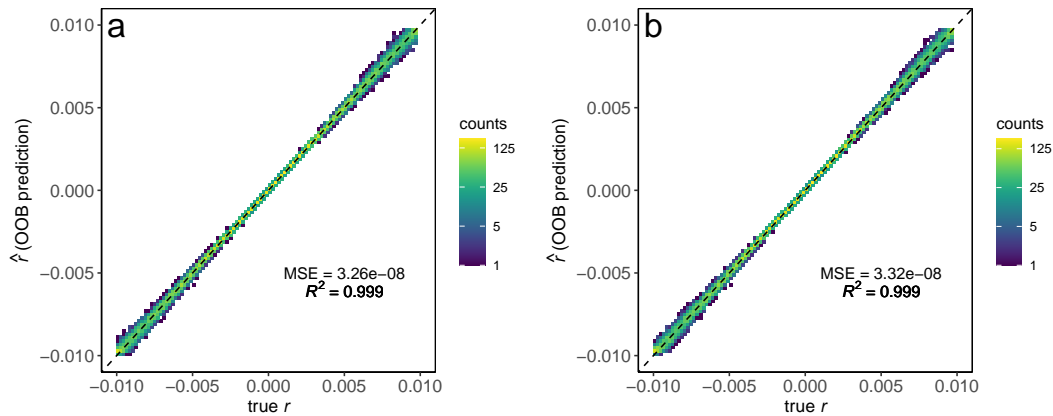 a
0.010
0.005
0.000
−0.005
−0.010
r̂ (OOB prediction)
MSE = 3.26e−08
R² = 0.999
−0.010 −0.005 0.000 0.005 0.010
true r
counts
125
25
5
1
b
0.010
0.005
0.000
−0.005
−0.010
r̂ (OOB prediction)
MSE = 3.32e−08
R² = 0.999
−0.010 −0.005 0.000 0.005 0.010
true r
counts
125
25
5
1